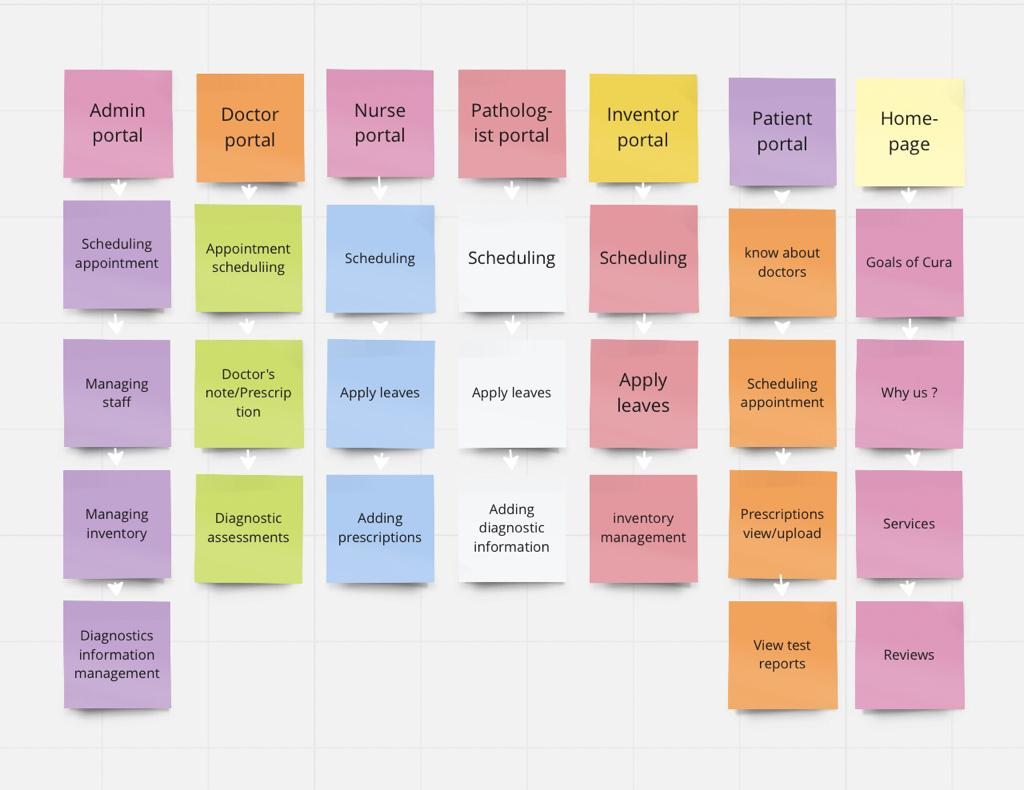 Admin
portal
Doctor
portal
Nurse
portal
Patholog-
ist portal
Inventor
portal
Patient
portal
Home-
page
Scheduling
appointment
Appointment
scheduliing
Scheduling
Scheduling
Scheduling
know about
doctors
Goals of Cura
Managing
staff
Doctor's
note/Prescrip
tion
Apply leaves
Apply leaves
Apply
leaves
Scheduling
appointment
Why us ?
Managing
inventory
Diagnostic
assessments
Adding
prescriptions
Adding
diagnostic
information
inventory
management
Prescriptions
view/upload
Services
Diagnostics
information
management
View test
reports
Reviews